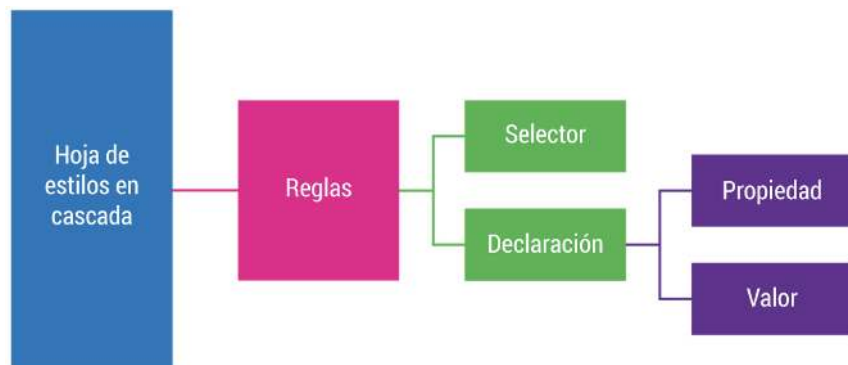 Hoja de
estilos en
cascada
Reglas
Selector
Declaración
Propiedad
Valor